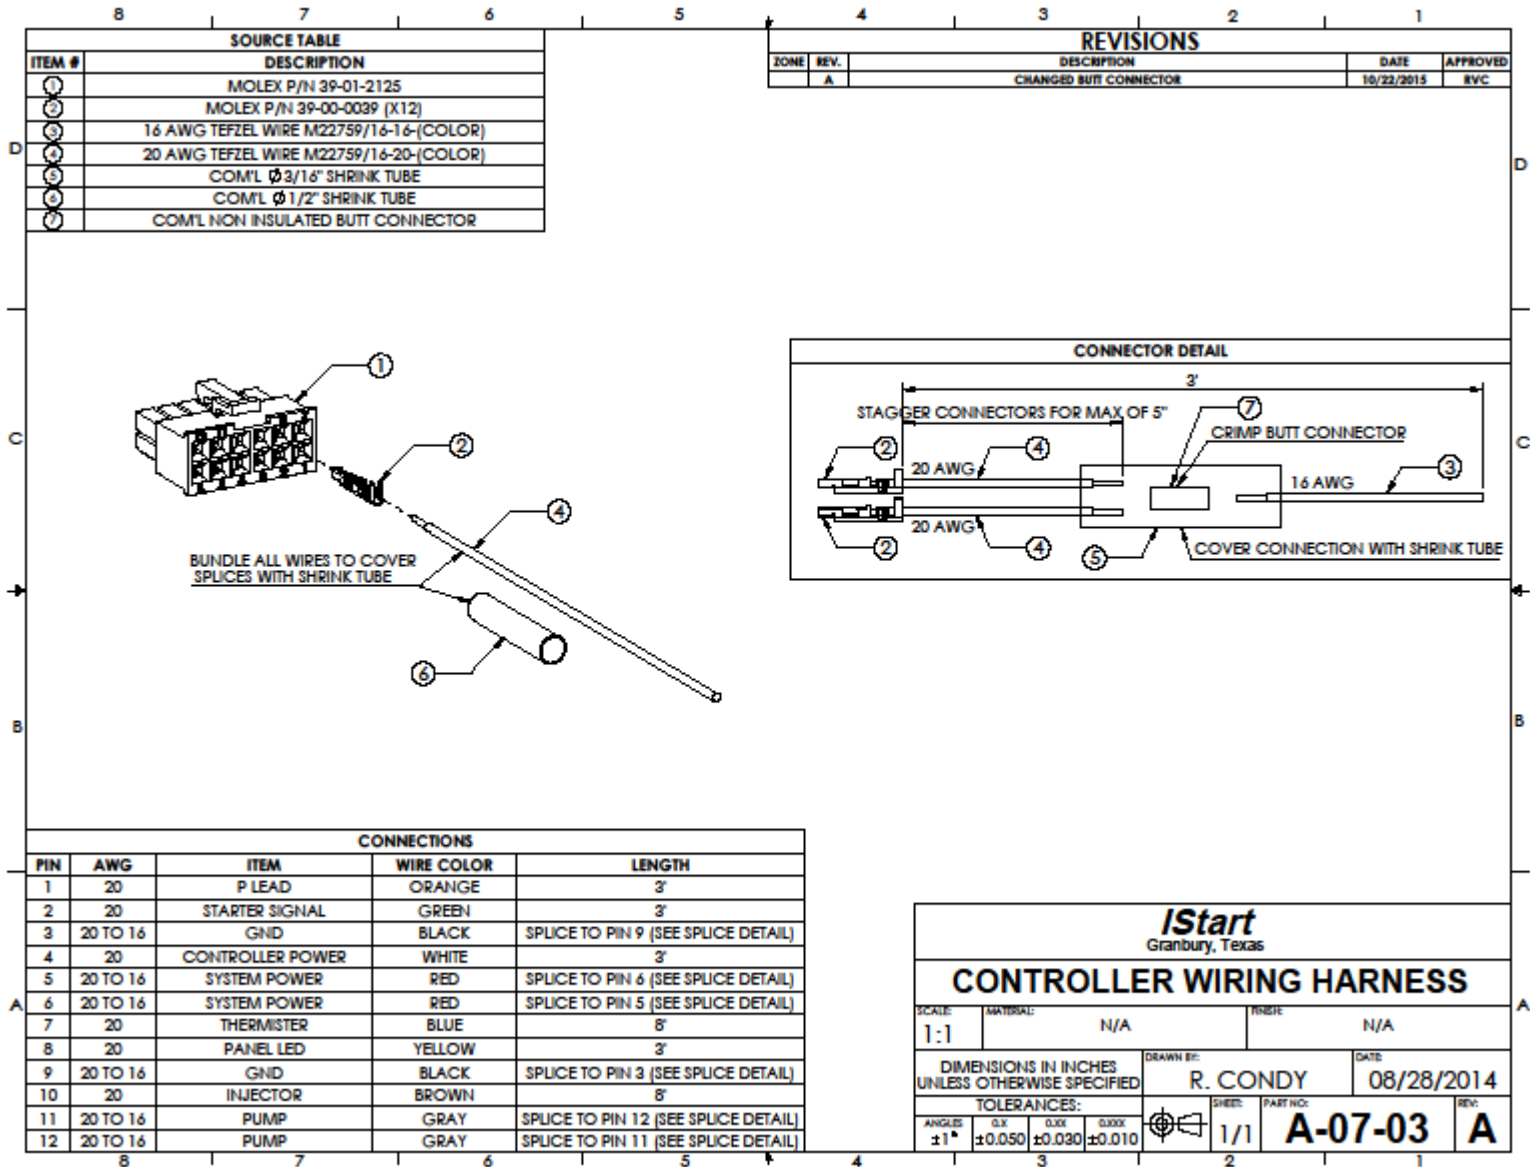 8 7 6 5 4 3 2 1
SOURCE TABLE
ITEM # DESCRIPTION
1 MOLEX P/N 39-01-2125
2 MOLEX P/N 39-00-0039 (X12)
3 16 AWG TEFZEL WIRE M22759/16-16-(COLOR)
4 20 AWG TEFZEL WIRE M22759/16-20-(COLOR)
5 COM'L Ø 3/16" SHRINK TUBE
6 COM'L Ø 1/2" SHRINK TUBE
7 COM'L NON INSULATED BUTT CONNECTOR
REVISIONS
ZONE REV. DESCRIPTION DATE APPROVED
A CHANGED BUTT CONNECTOR 10/22/2015 RVC
D D
CONNECTOR DETAIL
3'
STAGGER CONNECTORS FOR MAX OF 5"
7
CRIMP BUTT CONNECTOR
2 4
20 AWG
16 AWG 3
20 AWG
2 4 5
COVER CONNECTION WITH SHRINK TUBE
C C
1
2
4
BUNDLE ALL WIRES TO COVER
SPLICES WITH SHRINK TUBE
6
B B
CONNECTIONS
PIN AWG ITEM WIRE COLOR LENGTH
1 20 P LEAD ORANGE 3'
2 20 STARTER SIGNAL GREEN 3'
3 20 TO 16 GND BLACK SPLICE TO PIN 9 (SEE SPLICE DETAIL)
4 20 CONTROLLER POWER WHITE 3'
5 20 TO 16 SYSTEM POWER RED SPLICE TO PIN 6 (SEE SPLICE DETAIL)
6 20 TO 16 SYSTEM POWER RED SPLICE TO PIN 5 (SEE SPLICE DETAIL)
7 20 THERMISTER BLUE 8'
8 20 PANEL LED YELLOW 3'
9 20 TO 16 GND BLACK SPLICE TO PIN 3 (SEE SPLICE DETAIL)
10 20 INJECTOR BROWN 8'
11 20 TO 16 PUMP GRAY SPLICE TO PIN 12 (SEE SPLICE DETAIL)
12 20 TO 16 PUMP GRAY SPLICE TO PIN 11 (SEE SPLICE DETAIL)
A A
IStart
Granbury, Texas
CONTROLLER WIRING HARNESS
SCALE: MATERIAL: FINISH:
1:1 N/A N/A
DIMENSIONS IN INCHES
UNLESS OTHERWISE SPECIFIED
DRAWN BY: DATE:
R. CONDY 08/28/2014
TOLERANCES:
ANGLES 0.X 0.XX 0.XXX
±1° ±0.050 ±0.030 ±0.010
SHEET: PART NO: REV:
1/1 A-07-03 A
8 7 6 5 4 3 2 1